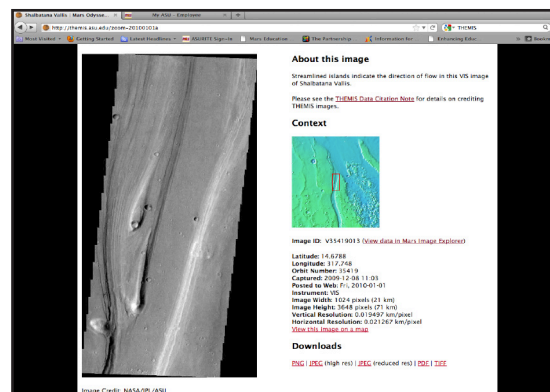 Shalbatana Vallis | Mars Odysse...
My ASU - Employee
http://themis.asu.edu/zoom-20100101a
THEMIS
Most Visited
Getting Started
Latest Headlines
ASURITE Sign-in
Mars Education
The Partnership
Information for
Enhancing Educ...
About this image
Streamlined islands indicate the direction of flow in this VIS image
of Shalbatana Vallis.
Please see the THEMIS Data Citation Note for details on crediting
THEMIS images.
Context
Image ID: V35419013 (View data in Mars Image Explorer)
Latitude: 14.6788
Longitude: 317.748
Orbit Number: 35419
Captured: 2009-12-08 11:03
Posted to Web: Fri, 2010-01-01
Instrument: VIS
Image Width: 1024 pixels (21 km)
Image Height: 3648 pixels (71 km)
Vertical Resolution: 0.019497 km/pixel
Horizontal Resolution: 0.021267 km/pixel
View this Image on a map
Downloads
PNG | JPEG (high res) | JPEG (reduced res) | PDF | TIFF
Image Credit: NASA/JPL/ASU